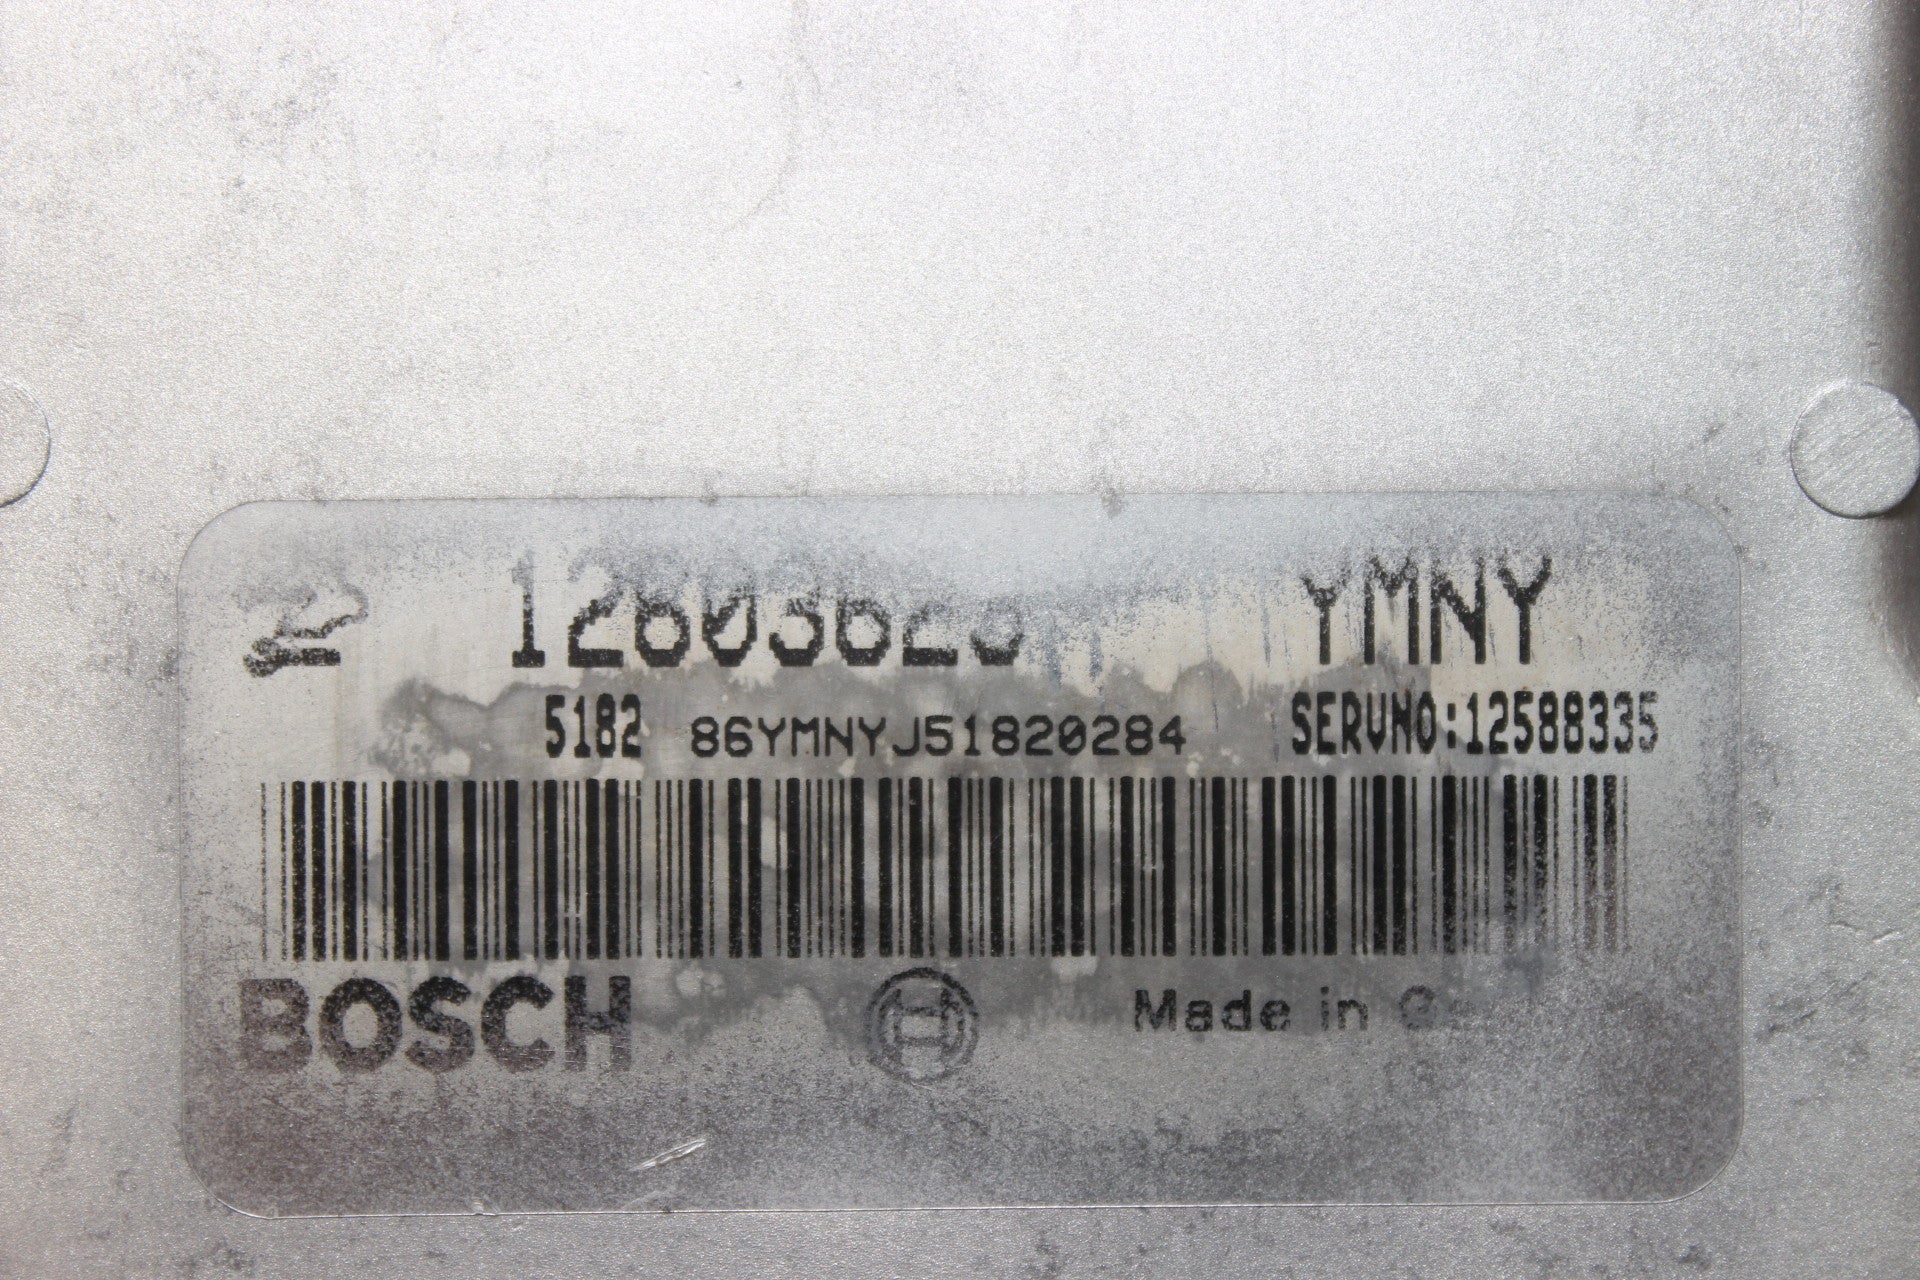 YMNY
5182 86YMNYJ51820284 SERVNO:12588335
BOSCH Made in